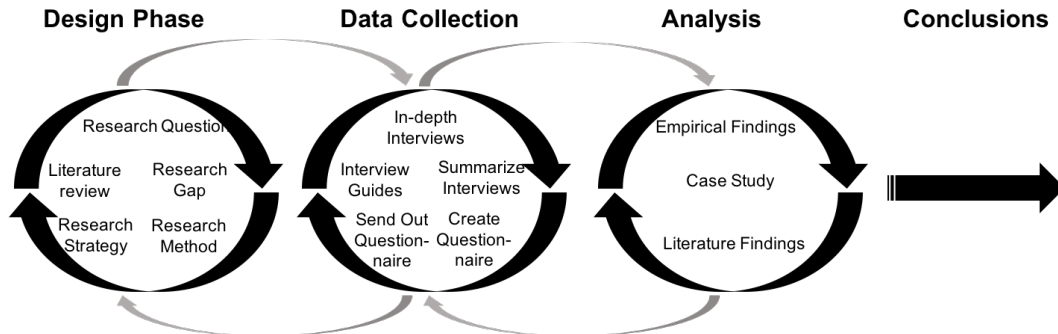 Design Phase
Data Collection
Analysis
Conclusions
Research Question
Literature
review
Research
Gap
Research
Strategy
Research
Method
In-depth
Interviews
Interview
Guides
Summarize
Interviews
Send Out
Question-
naire
Create
Question-
naire
Empirical Findings
Case Study
Literature Findings